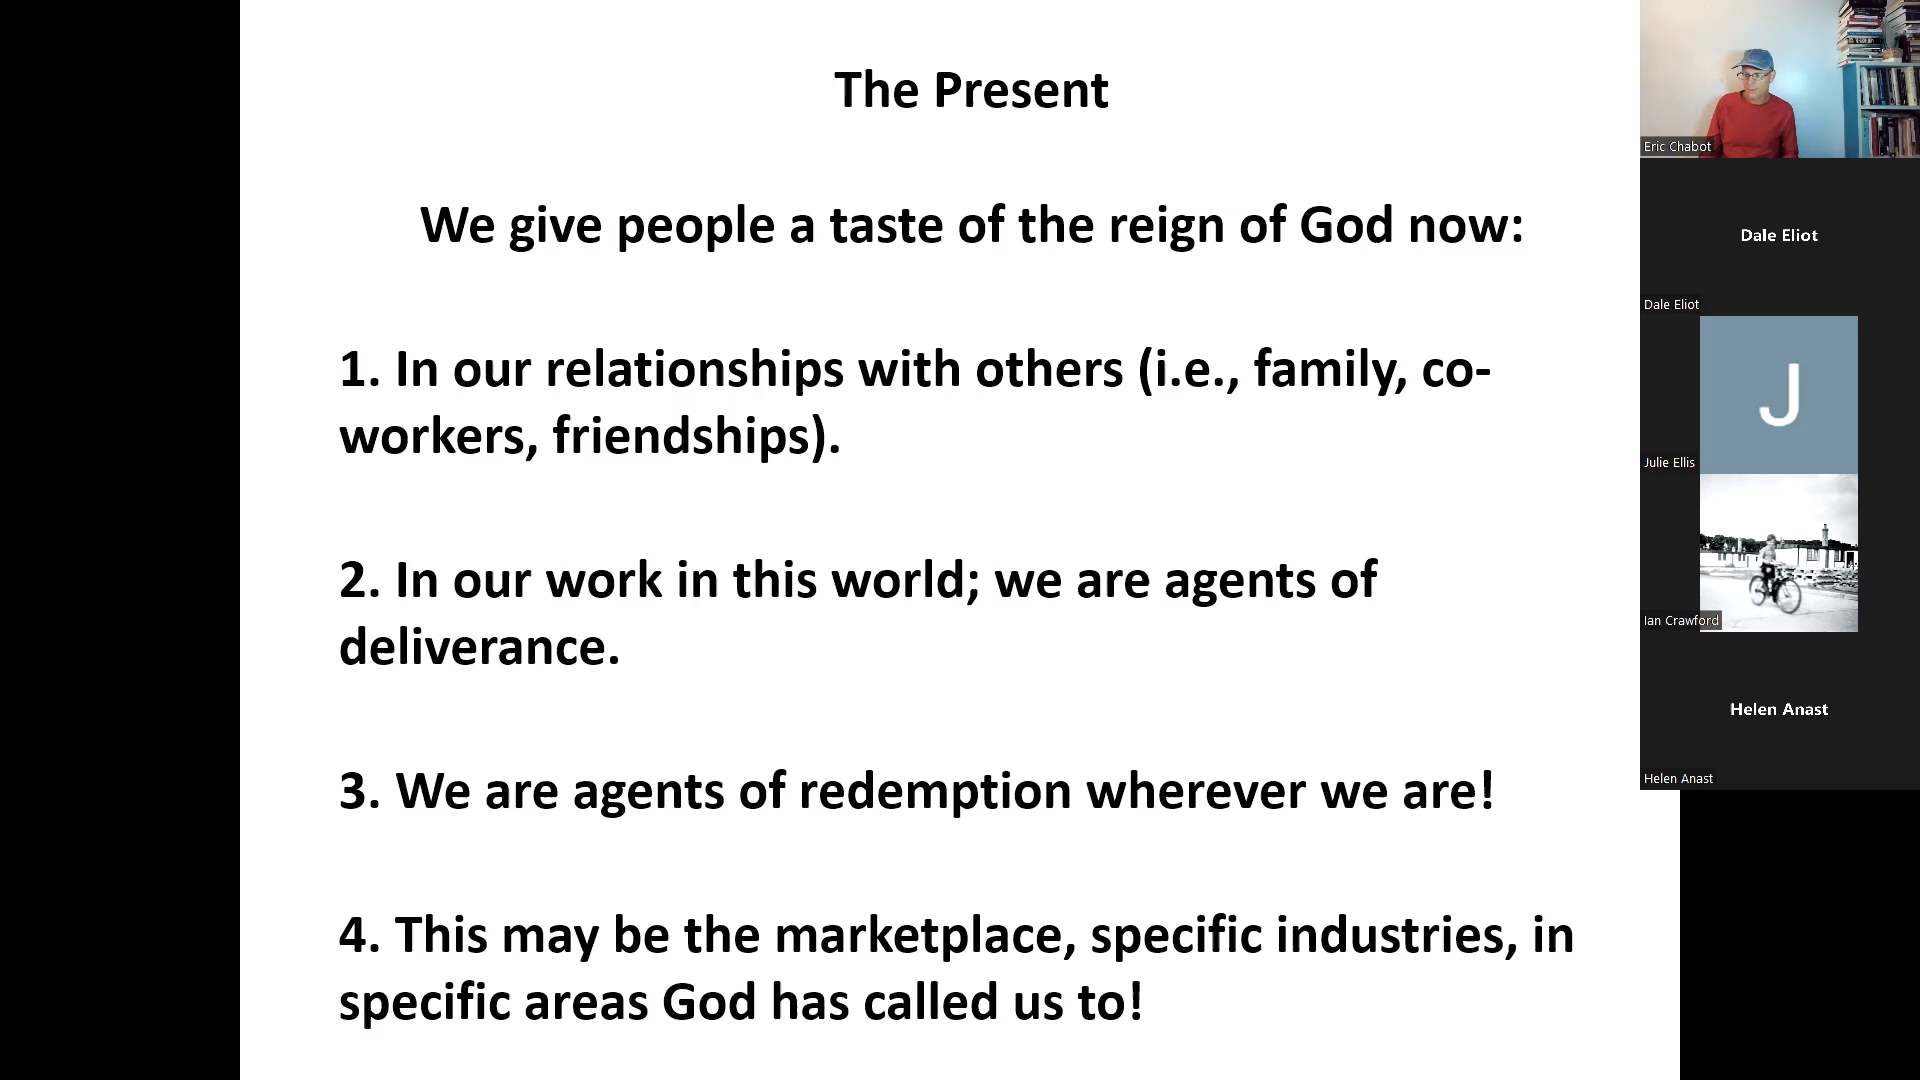 The Present
We give people a taste of the reign of God now:
1. In our relationships with others (i.e., family, co-
workers, friendships).
2. In our work in this world; we are agents of
deliverance.
3. We are agents of redemption wherever we are!
4. This may be the marketplace, specific industries, in
specific areas God has called us to!
Eric Chabot
Dale Eliot
Dale Eliot
J
Julie Ellis
Ian Crawford
Helen Anast
Helen Anast